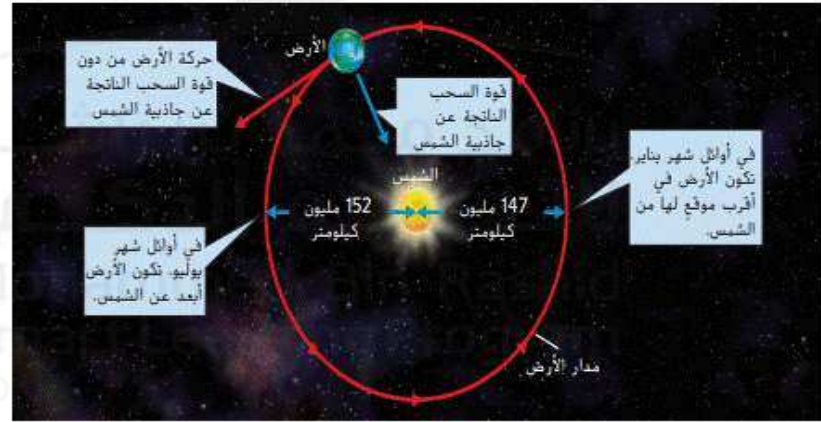 الأرض
حركة الأرض من دون
قوة السحب الناتجة
عن جاذبية الشمس
قوة السحب
الناتجة عن
جاذبية الشمس
في أوائل شهر يناير،
تكون الأرض في
أقرب موقع لها من
الشمس.
الشمس
147 مليون
كيلومتر
152 مليون
كيلومتر
في أوائل شهر
يوليو، تكون الأرض
أبعد عن الشمس.
مدار الأرض